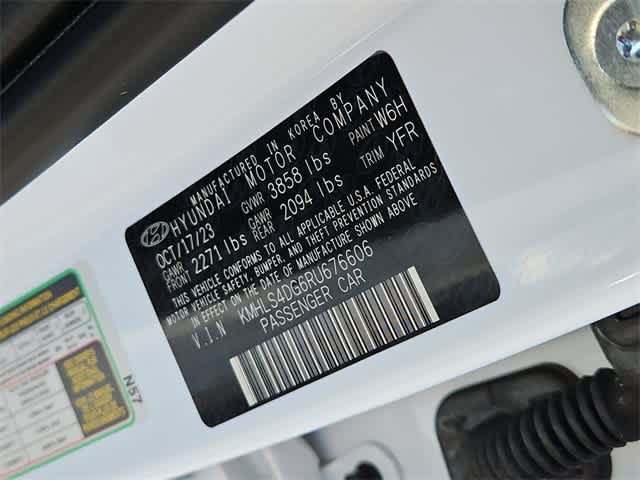 MANUFACTURED IN KOREA BY
HYUNDAI MOTOR COMPANY
OCT/17/23 GVWR 3858 lbs PAINT W6H
GAWR FRONT 2271 lbs GAWR REAR 2094 lbs TRIM YFR
THIS VEHICLE CONFORMS TO ALL APPLICABLE U.S.A. FEDERAL
MOTOR VEHICLE SAFETY, BUMPER, AND THEFT PREVENTION STANDARDS
IN EFFECT ON THE DATE OF MANUFACTURE SHOWN ABOVE
V.I.N KMHLS4DG6RU676606
PASSENGER CAR
N57